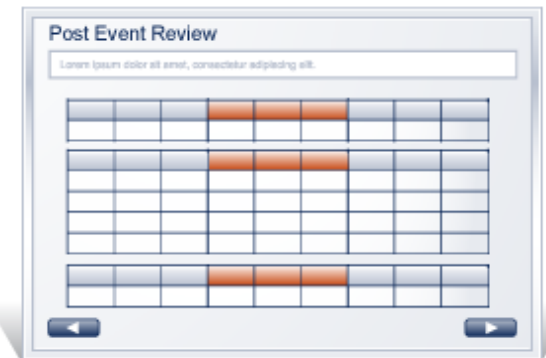 Post Event Review
Lorem ipsum dolor sit amet, consectetur adipiscing elit.